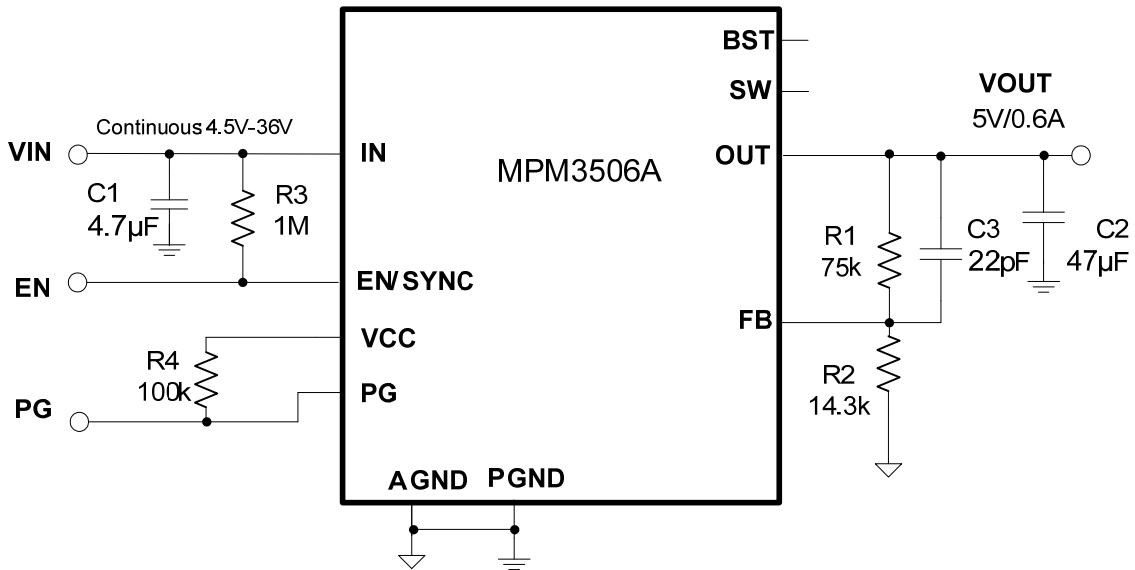 BST
SW
VOUT
5V/0.6A
Continuous 4.5V-36V
VIN
IN
MPM3506A
OUT
C1
4.7µF
R3
1M
R1
75k
C3
22pF
C2
47µF
EN
EN/SYNC
FB
VCC
R4
100k
PG
PG
R2
14.3k
AGND
PGND